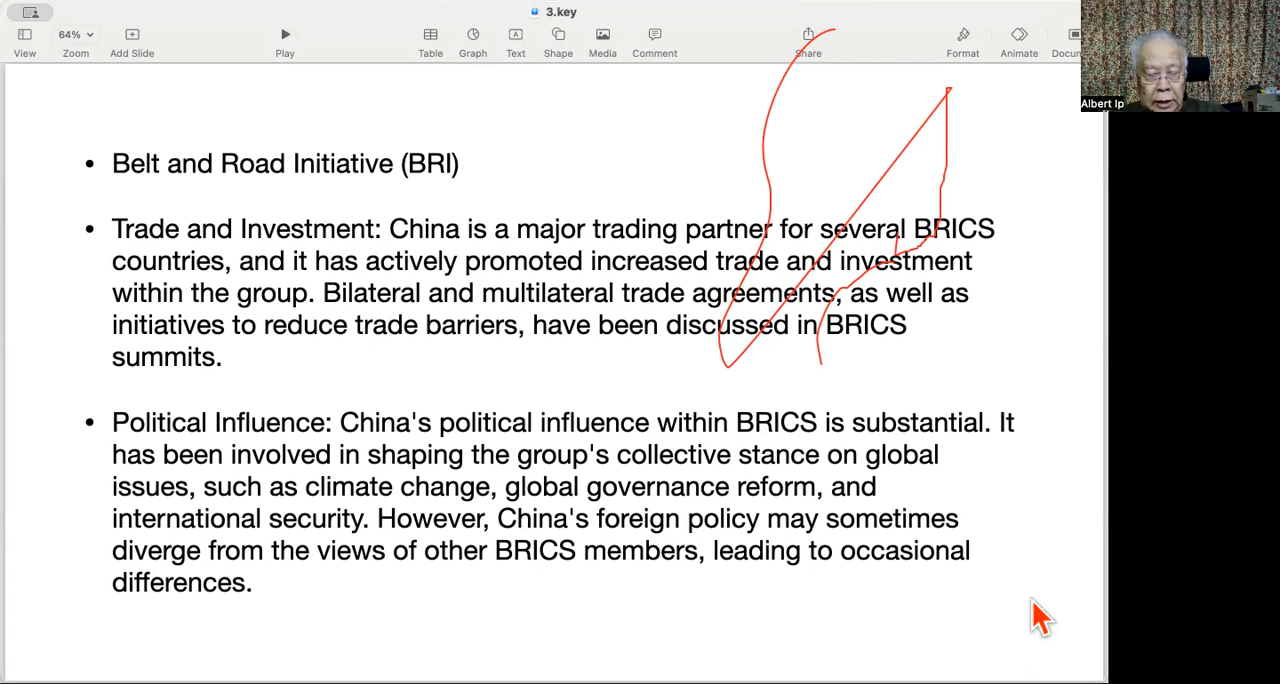 3.key
64%
View Zoom Add Slide Play Table Graph Text Shape Media Comment Share Format Animate
Albert Ip
• Belt and Road Initiative (BRI)
• Trade and Investment: China is a major trading partner for several BRICS
countries, and it has actively promoted increased trade and investment
within the group. Bilateral and multilateral trade agreements, as well as
initiatives to reduce trade barriers, have been discussed in BRICS
summits.
• Political Influence: China's political influence within BRICS is substantial. It
has been involved in shaping the group's collective stance on global
issues, such as climate change, global governance reform, and
international security. However, China's foreign policy may sometimes
diverge from the views of other BRICS members, leading to occasional
differences.